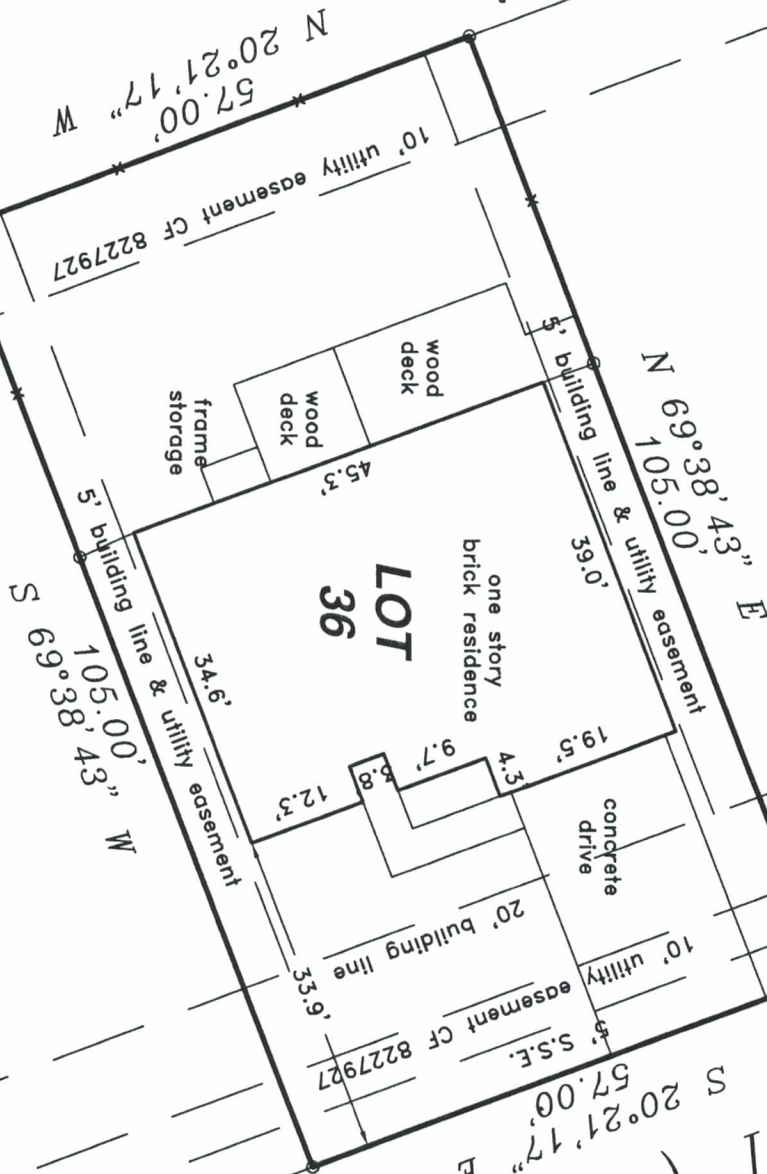 N 20°21'17" W
57.00'
10' utility easement CF 8227927
wood
deck
wood
deck
frame
storage
45.3'
5' building line & utility easement
N 69°38'43" E
105.00'
39.0'
one story
brick residence
LOT
36
5' building line & utility easement
105.00'
S 69°38'43" W
34.6'
12.3'
9.7'
4.3'
19.5'
concrete
drive
20' building line
33.9'
10' utility easement CF 8227927
5' S.S.E.
57.00'
S 20°21'17" E